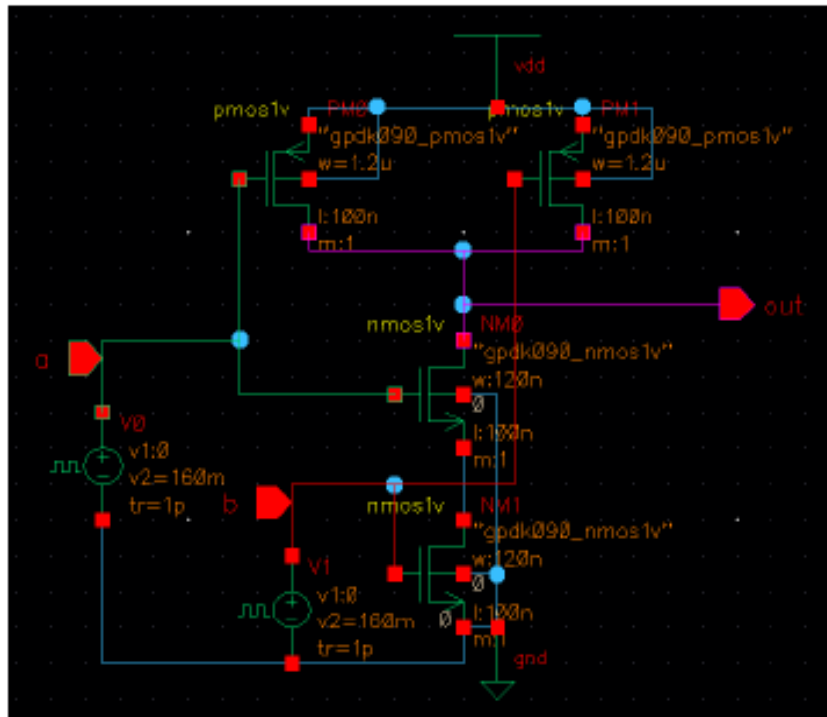 vdd
pmos1v PM0 pmos1v PM1
"gpdk090_pmos1v" "gpdk090_pmos1v"
w=1.2u w=1.2u
l:100n l:100n
m:1 m:1
out
nmos1v NM0
"gpdk090_nmos1v"
w:120n
0
l:100n
m:1
a
V0
v1:0
v2=160m
tr=1p
b
nmos1v NM1
"gpdk090_nmos1v"
w:120n
0
l:100n
0
m:1
V1
v1:0
v2=160m
tr=1p
gnd